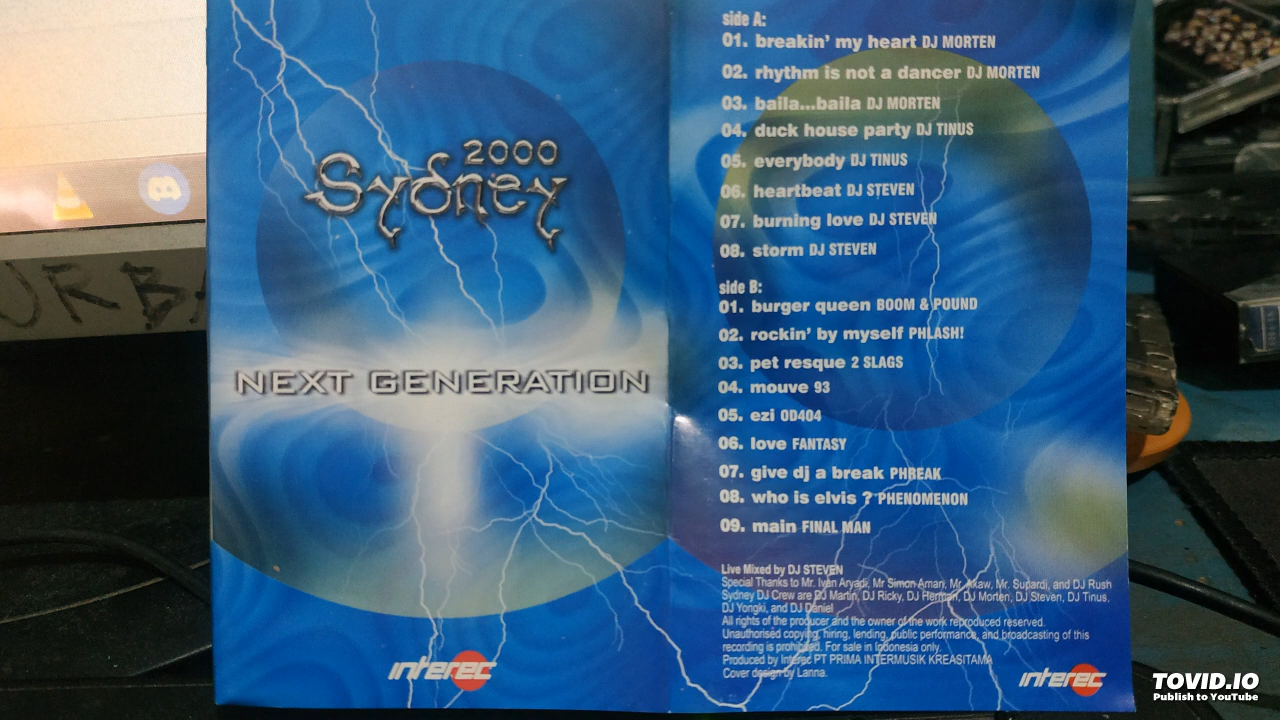 2000
Sydney
NEXT GENERATION
interec
side A:
01. breakin' my heart DJ MORTEN
02. rhythm is not a dancer DJ MORTEN
03. baila...baila DJ MORTEN
04. duck house party DJ TINUS
05. everybody DJ TINUS
06. heartbeat DJ STEVEN
07. burning love DJ STEVEN
08. storm DJ STEVEN
side B:
01. burger queen BOOM & POUND
02. rockin' by myself PHLASH!
03. pet resque 2 SLAGS
04. mouve 93
05. ezi OD404
06. love FANTASY
07. give dj a break PHREAK
08. who is elvis ? PHENOMENON
09. main FINAL MAN
Live Mixed by DJ STEVEN
Special Thanks to Mr. Ivan Aryadi, Mr Simon Aman, Mr. Akaw, Mr. Supardi, and DJ Rush
Sydney DJ Crew are DJ Martin, DJ Ricky, DJ Herman, DJ Morten, DJ Steven, DJ Tinus,
DJ Yongki, and DJ Daniel
All rights of the producer and the owner of the work reproduced reserved.
Unauthorised copying, hiring, lending, public performance, and broadcasting of this
recording is prohibited. For sale in Indonesia only.
Produced by Interec PT PRIMA INTERMUSIK KREASITAMA
Cover design by Lanna.
interec
URBA
TOVID.IO
Publish to YouTube